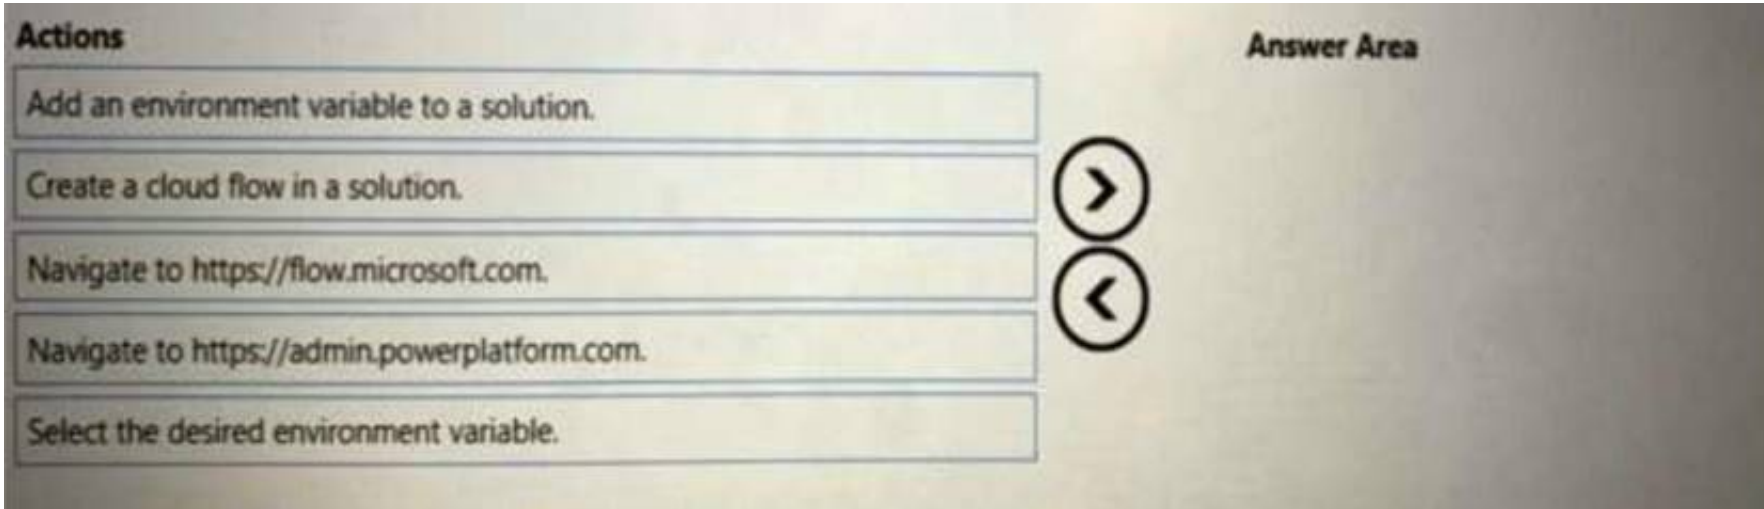 Actions
Answer Area
Add an environment variable to a solution.
Create a cloud flow in a solution.
Navigate to https://flow.microsoft.com.
Navigate to https://admin.powerplatform.com.
Select the desired environment variable.